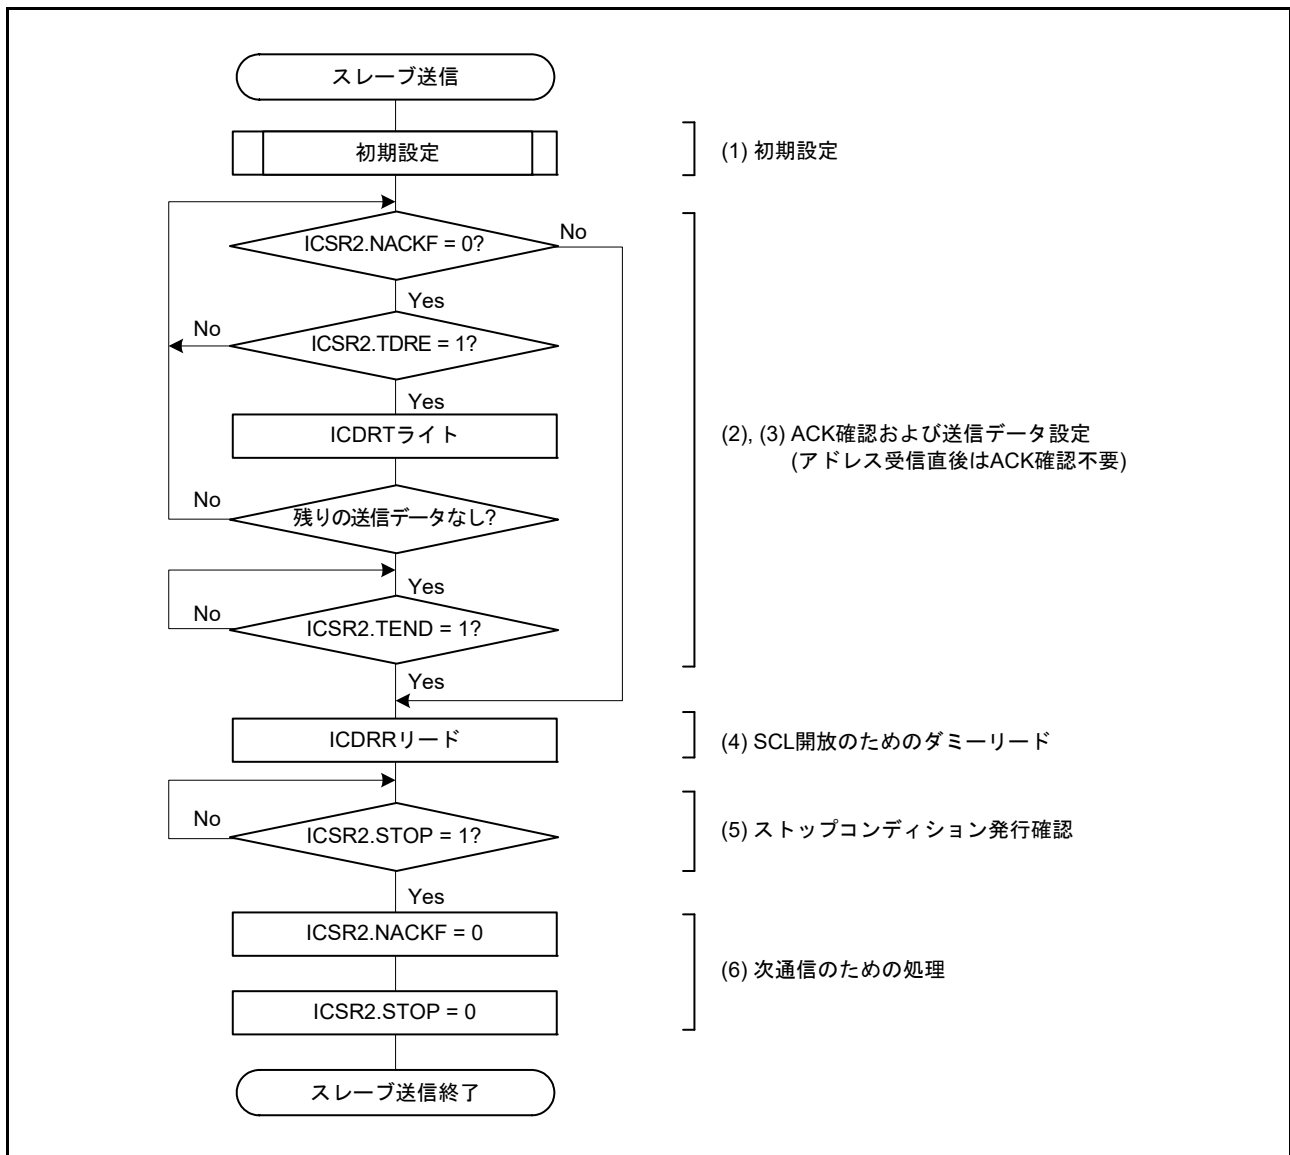 スレーブ送信
初期設定
(1) 初期設定
ICSR2.NACKF = 0?
No
Yes
No
ICSR2.TDRE = 1?
Yes
ICDRTライト
(2), (3) ACK確認および送信データ設定
(アドレス受信直後はACK確認不要)
No
残りの送信データなし?
Yes
No
ICSR2.TEND = 1?
Yes
ICDRRリード
(4) SCL開放のためのダミーリード
No
ICSR2.STOP = 1?
(5) ストップコンディション発行確認
Yes
ICSR2.NACKF = 0
(6) 次通信のための処理
ICSR2.STOP = 0
スレーブ送信終了